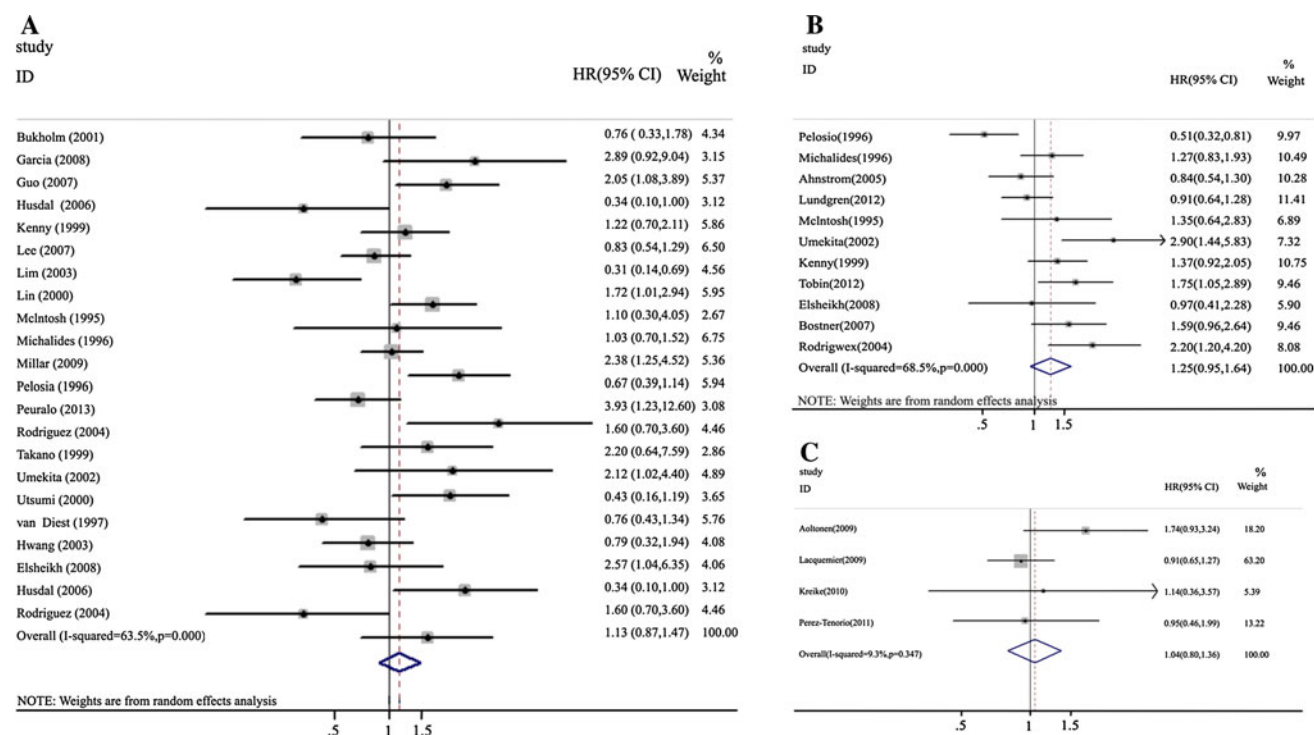 A
study
ID
HR(95% CI)
%
Weight
Bukholm (2001) 0.76 ( 0.33,1.78) 4.34
Garcia (2008) 2.89 (0.92,9.04) 3.15
Guo (2007) 2.05 (1.08,3.89) 5.37
Husdal (2006) 0.34 (0.10,1.00) 3.12
Kenny (1999) 1.22 (0.70,2.11) 5.86
Lee (2007) 0.83 (0.54,1.29) 6.50
Lim (2003) 0.31 (0.14,0.69) 4.56
Lin (2000) 1.72 (1.01,2.94) 5.95
Mclntosh (1995) 1.10 (0.30,4.05) 2.67
Michalides (1996) 1.03 (0.70,1.52) 6.75
Millar (2009) 2.38 (1.25,4.52) 5.36
Pelosia (1996) 0.67 (0.39,1.14) 5.94
Peuralo (2013) 3.93 (1.23,12.60) 3.08
Rodriguez (2004) 1.60 (0.70,3.60) 4.46
Takano (1999) 2.20 (0.64,7.59) 2.86
Umekita (2002) 2.12 (1.02,4.40) 4.89
Utsumi (2000) 0.43 (0.16,1.19) 3.65
van Diest (1997) 0.76 (0.43,1.34) 5.76
Hwang (2003) 0.79 (0.32,1.94) 4.08
Elsheikh (2008) 2.57 (1.04,6.35) 4.06
Husdal (2006) 0.34 (0.10,1.00) 3.12
Rodriguez (2004) 1.60 (0.70,3.60) 4.46
Overall (I-squared=63.5%,p=0.000) 1.13 (0.87,1.47) 100.00
NOTE: Weights are from random effects analysis
.5 1 1.5
B
study
ID
HR(95% CI)
%
Weight
Pelosio(1996) 0.51(0.32,0.81) 9.97
Michalides(1996) 1.27(0.83,1.93) 10.49
Ahnstrom(2005) 0.84(0.54,1.30) 10.28
Lundgren(2012) 0.91(0.64,1.28) 11.41
Mclntosh(1995) 1.35(0.64,2.83) 6.89
Umekita(2002) 2.90(1.44,5.83) 7.32
Kenny(1999) 1.37(0.92,2.05) 10.75
Tobin(2012) 1.75(1.05,2.89) 9.46
Elsheikh(2008) 0.97(0.41,2.28) 5.90
Bostner(2007) 1.59(0.96,2.64) 9.46
Rodrigwex(2004) 2.20(1.20,4.20) 8.08
Overall (I-squared=68.5%,p=0.000) 1.25(0.95,1.64) 100.00
NOTE: Weights are from random effects analysis
.5 1 1.5
C
study
ID
HR(95% CI)
%
Weight
Aoltonen(2009) 1.74(0.93,3.24) 18.20
Lacquemier(2009) 0.91(0.65,1.27) 63.20
Kreike(2010) 1.14(0.36,3.57) 5.39
Perez-Tenorio(2011) 0.95(0.46,1.99) 13.22
Overall(I-squared=9.3%,p=0.347) 1.04(0.80,1.36) 100.00
.5 1 1.5